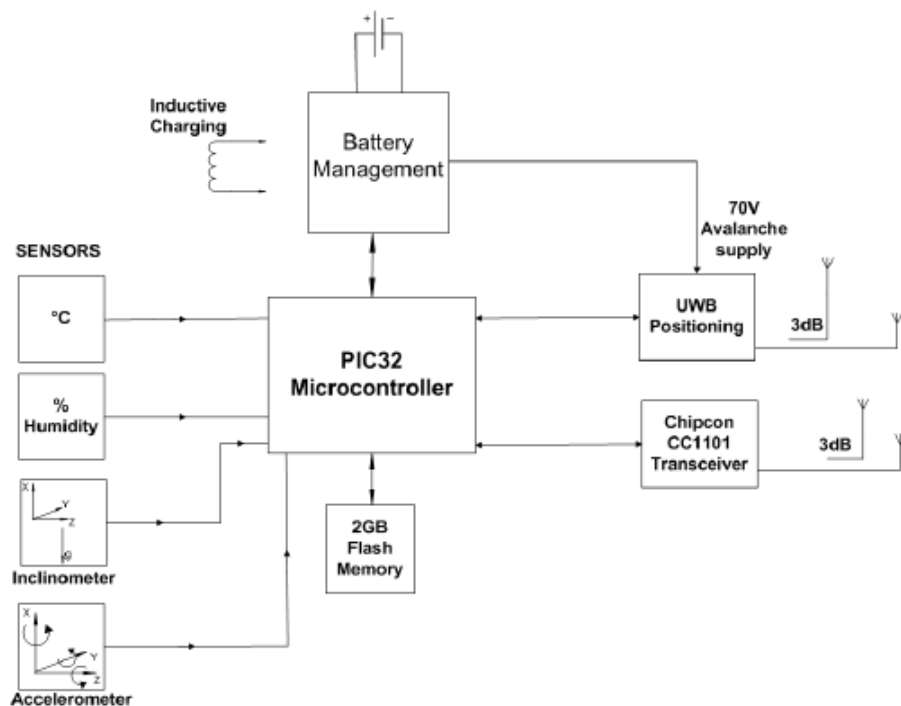 + -
Inductive
Charging
Battery
Management
70V
Avalanche
supply
SENSORS
°C
UWB
Positioning
3dB
PIC32
Microcontroller
%
Humidity
Chipcon
CC1101
Transceiver
3dB
X
Y
Z
g
Inclinometer
2GB
Flash
Memory
X
Y
Z
Accelerometer